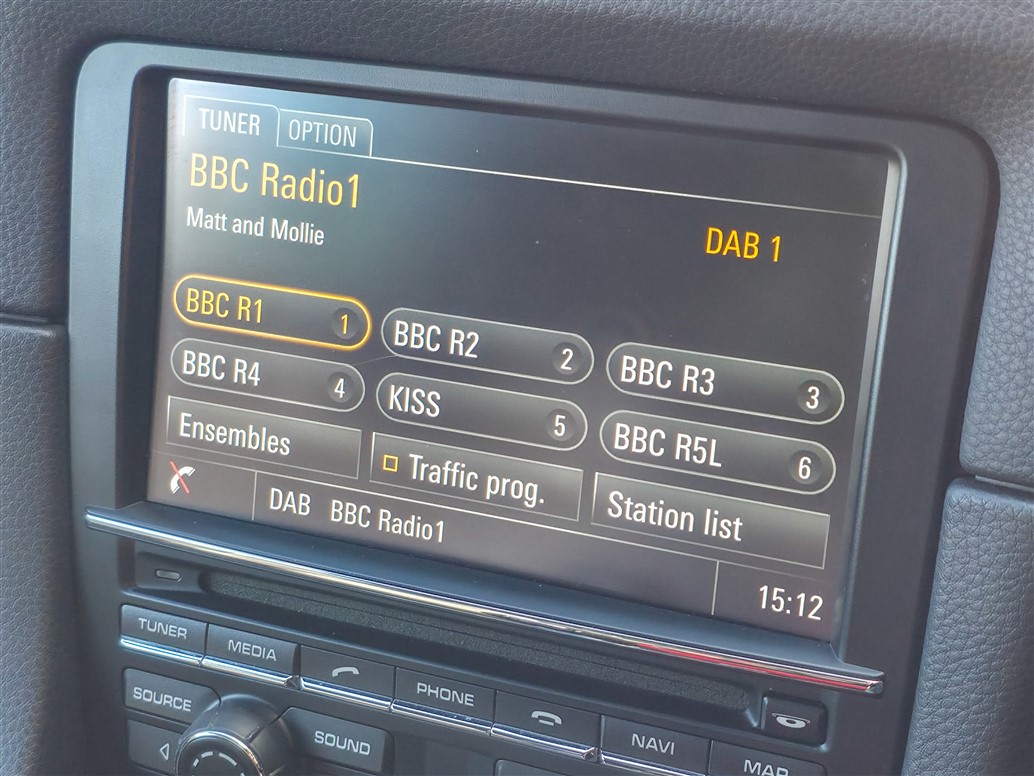 TUNER OPTION
BBC Radio1
Matt and Mollie
DAB 1
BBC R1 1
BBC R2 2
BBC R3 3
BBC R4 4
KISS 5
BBC R5L 6
Ensembles
Traffic prog.
Station list
DAB BBC Radio1
15:12
TUNER
MEDIA
PHONE
NAVI
MAP
SOURCE
SOUND